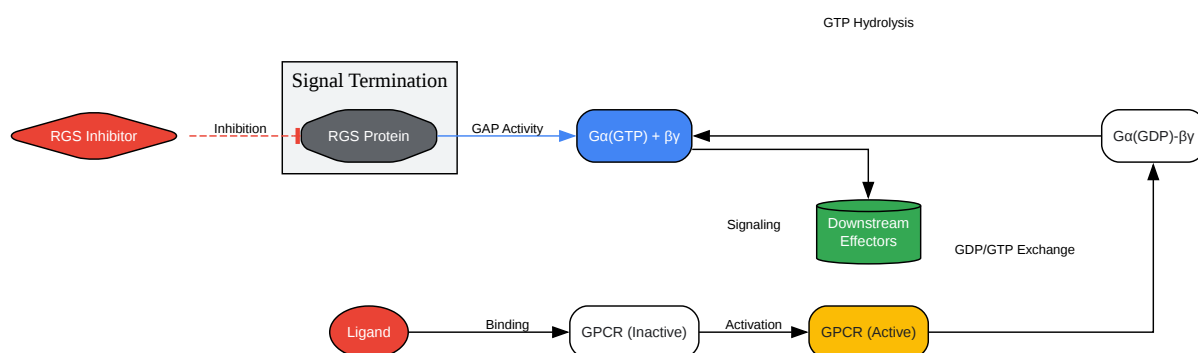 GTP Hydrolysis
Signal Termination
RGS Inhibitor
Inhibition
RGS Protein
GAP Activity
Gα(GTP) + βγ
Gα(GDP)-βγ
Signaling
Downstream
Effectors
GDP/GTP Exchange
Ligand
Binding
GPCR (Inactive)
Activation
GPCR (Active)